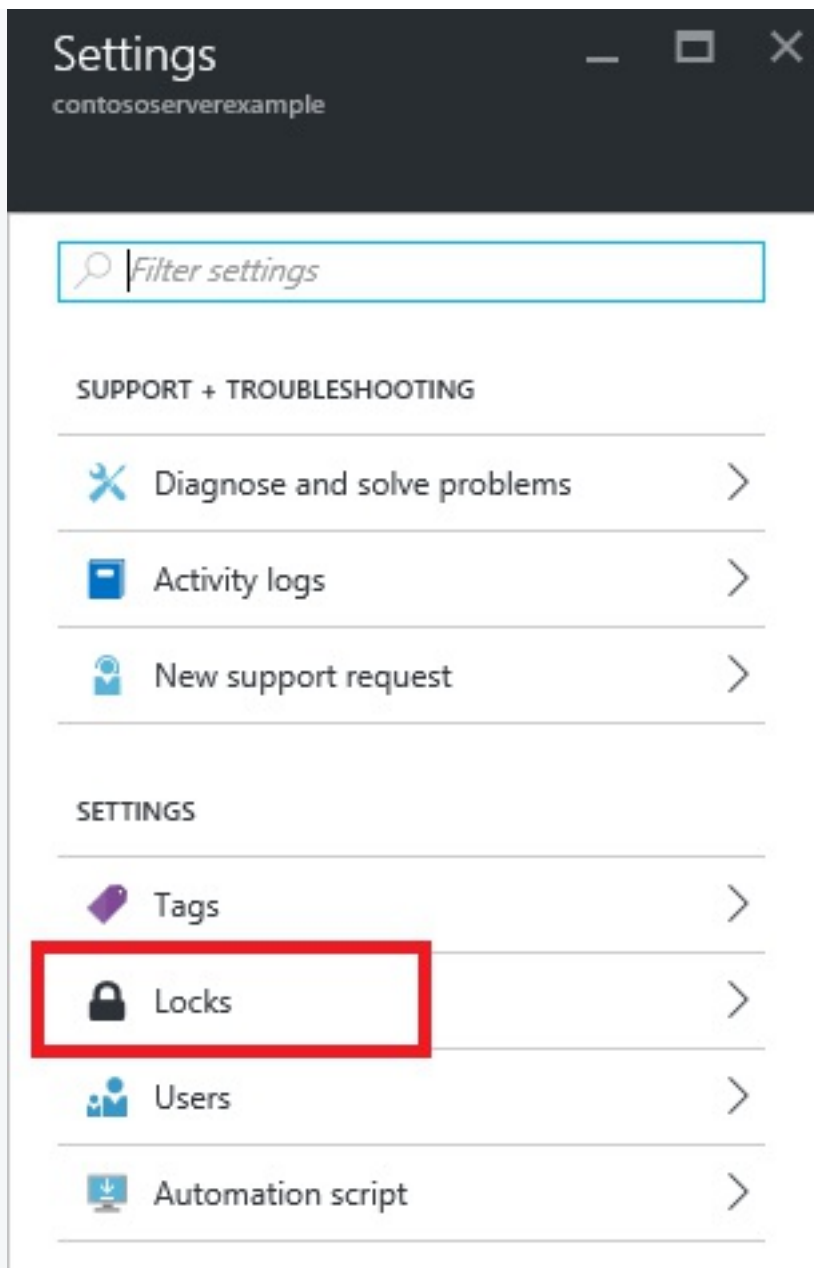 Settings
contososerverexample
Filter settings
SUPPORT + TROUBLESHOOTING
Diagnose and solve problems
Activity logs
New support request
SETTINGS
Tags
Locks
Users
Automation script